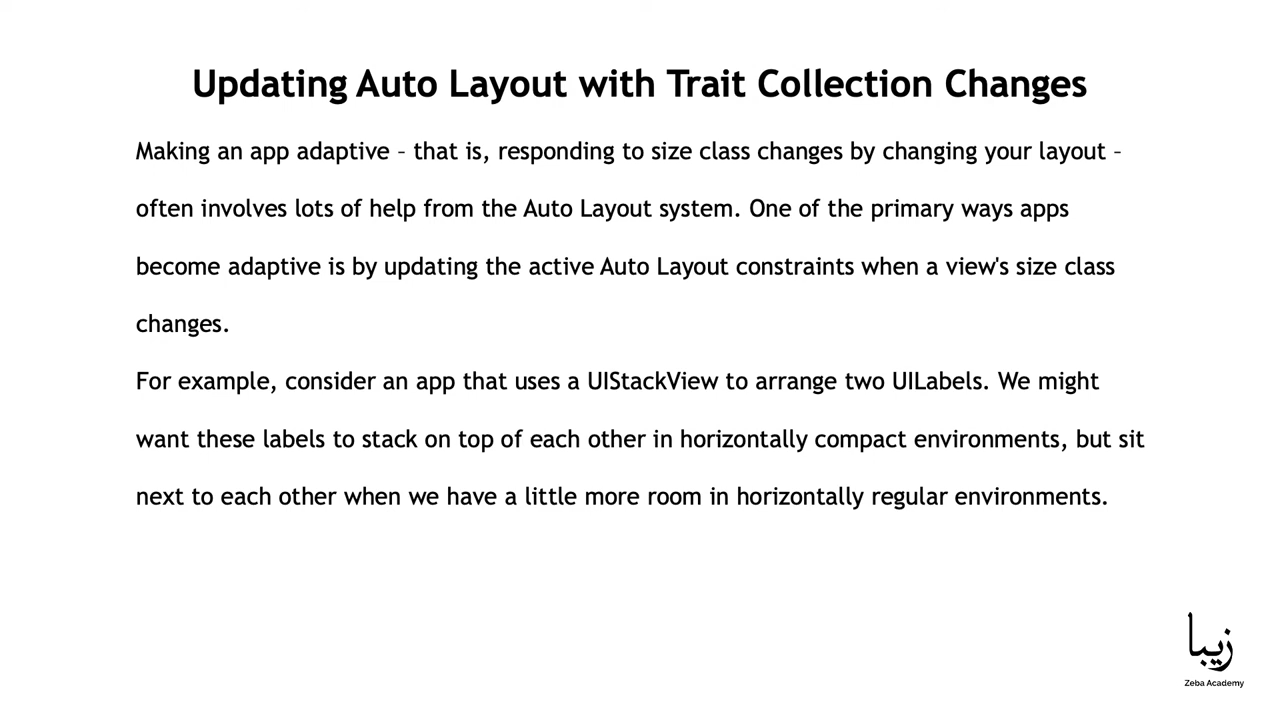 Updating Auto Layout with Trait Collection Changes
Making an app adaptive – that is, responding to size class changes by changing your layout –
often involves lots of help from the Auto Layout system. One of the primary ways apps
become adaptive is by updating the active Auto Layout constraints when a view's size class
changes.
For example, consider an app that uses a UIStackView to arrange two UILabels. We might
want these labels to stack on top of each other in horizontally compact environments, but sit
next to each other when we have a little more room in horizontally regular environments.
زيبا
Zeba Academy